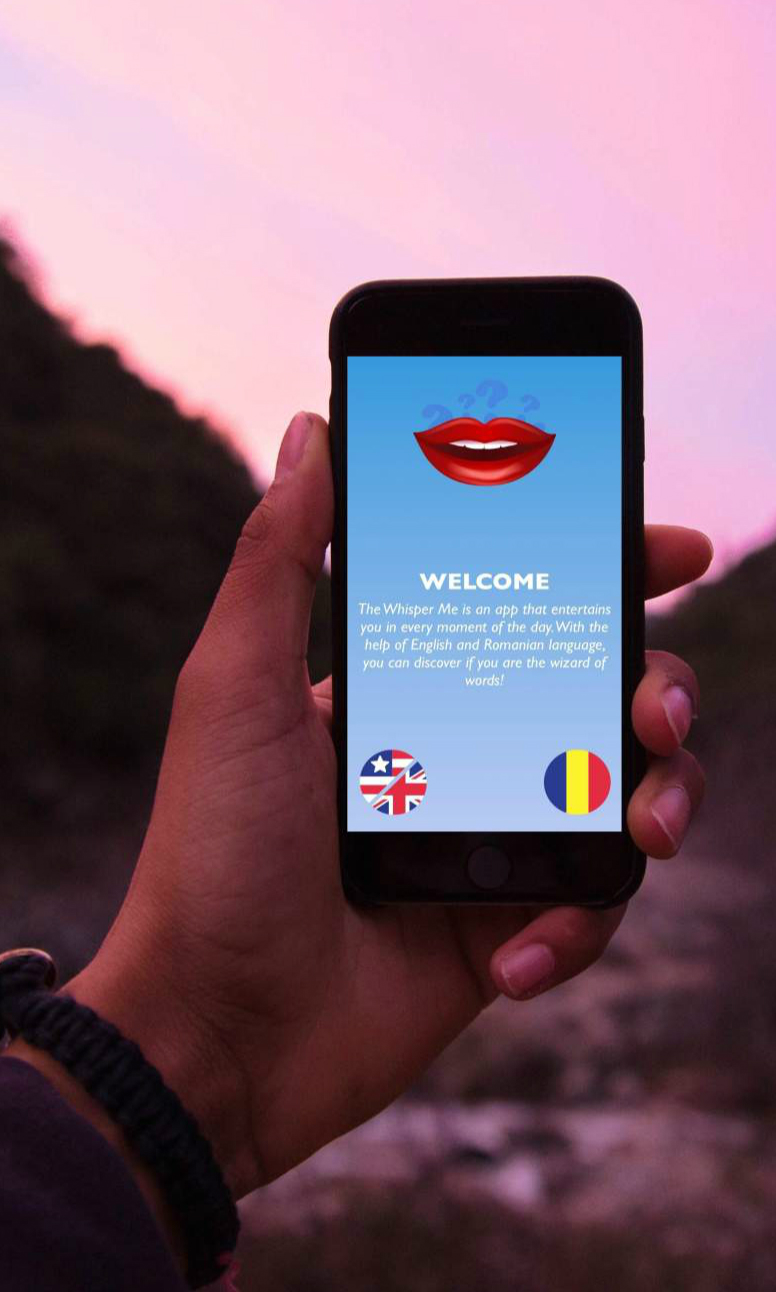 ? ? ? ?
WELCOME
The Whisper Me is an app that entertains
you in every moment of the day. With the
help of English and Romanian language,
you can discover if you are the wizard of
words!